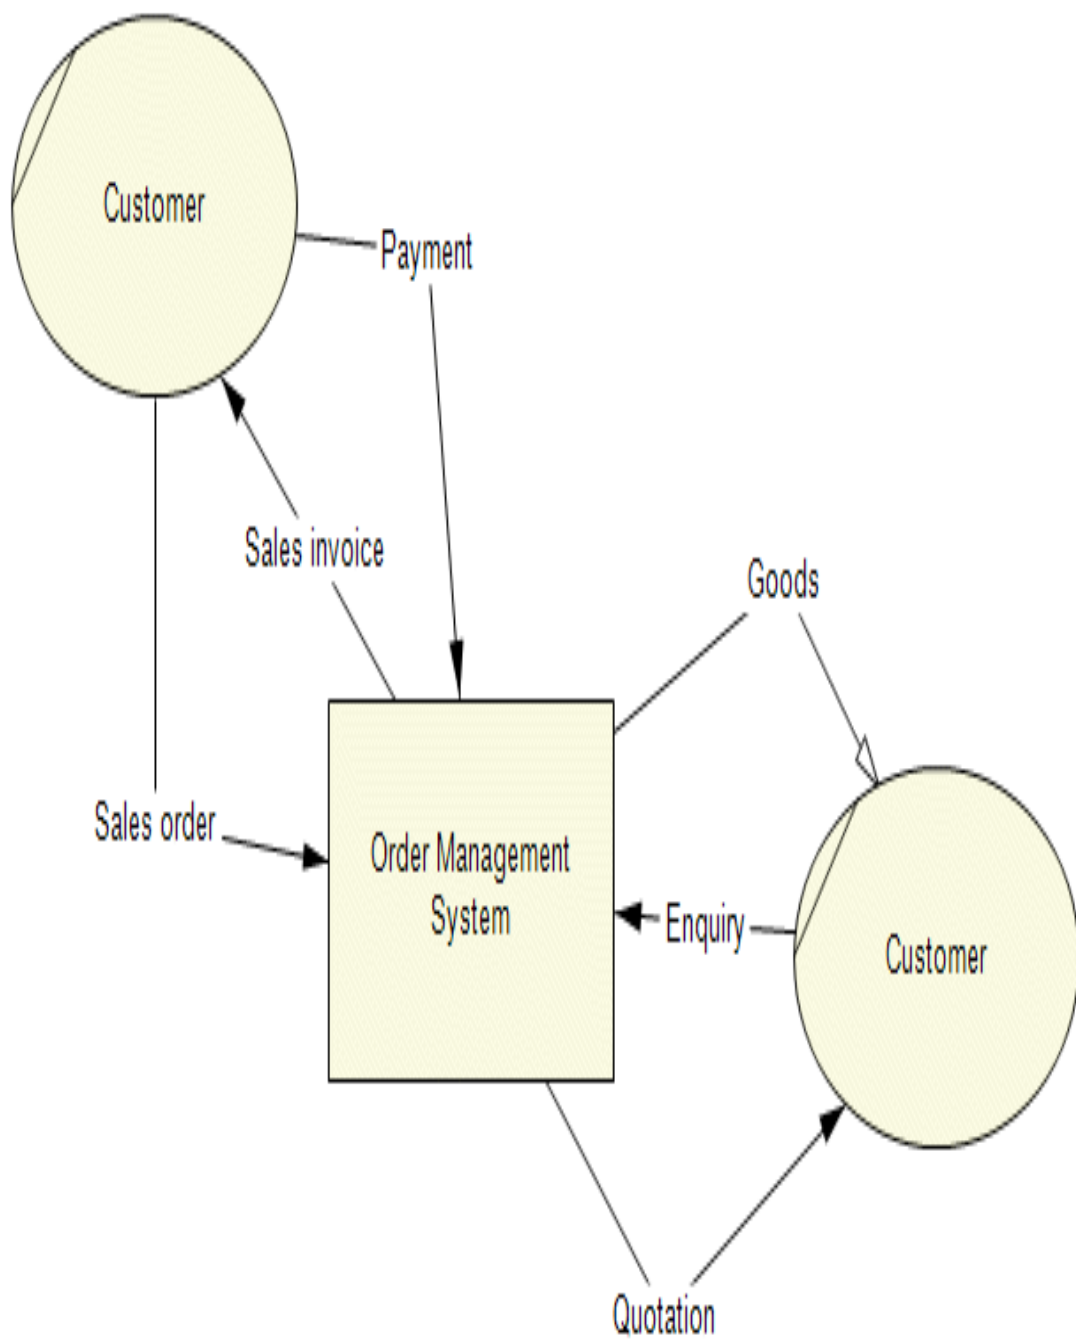 Customer
Payment
Sales invoice
Goods
Sales order
Order Management
System
Enquiry
Customer
Quotation